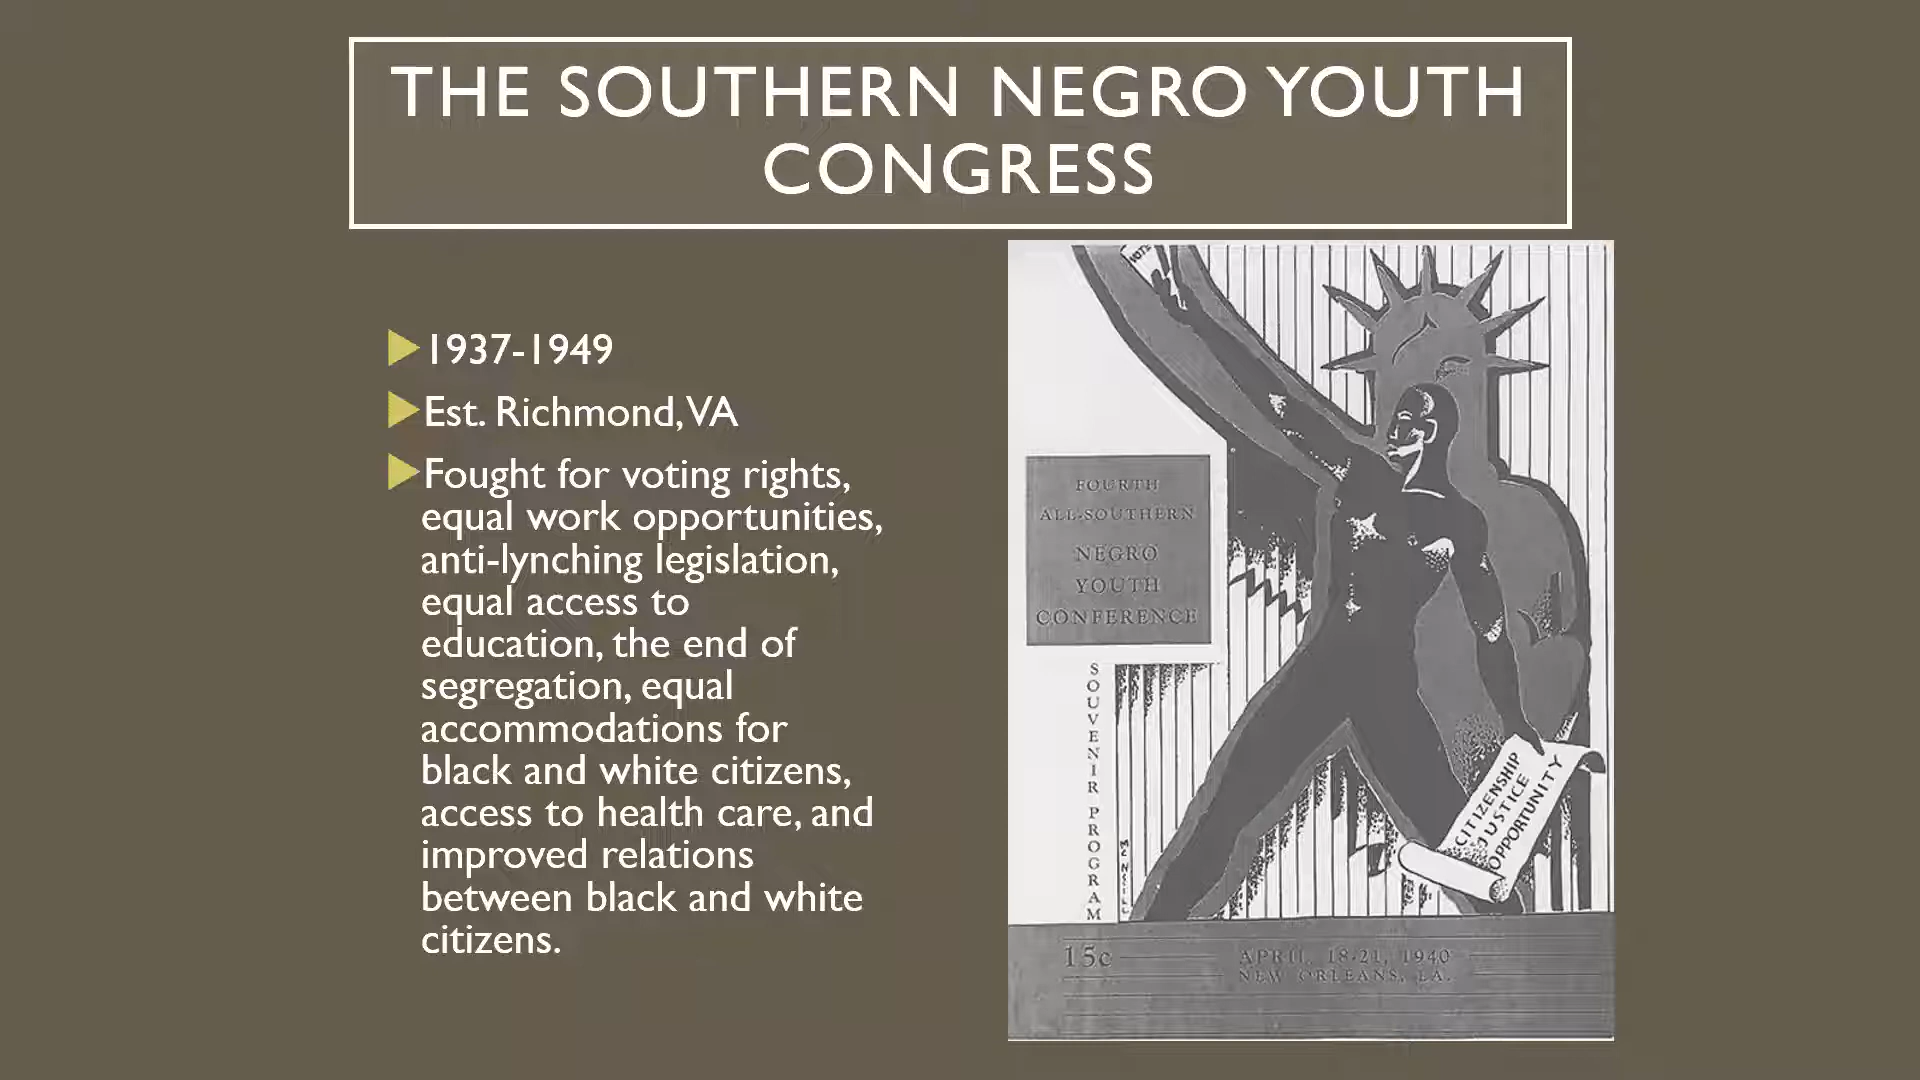 THE SOUTHERN NEGRO YOUTH
CONGRESS
1937-1949
Est. Richmond, VA
Fought for voting rights,
equal work opportunities,
anti-lynching legislation,
equal access to
education, the end of
segregation, equal
accommodations for
black and white citizens,
access to health care, and
improved relations
between black and white
citizens.
VOTE
FOURTH
ALL-SOUTHERN
NEGRO
YOUTH
CONFERENCE
SOUVENIR PROGRAM
CITIZENSHIP
JUSTICE
OPPORTUNITY
15c
APRIL 18-21, 1940
NEW ORLEANS, LA.